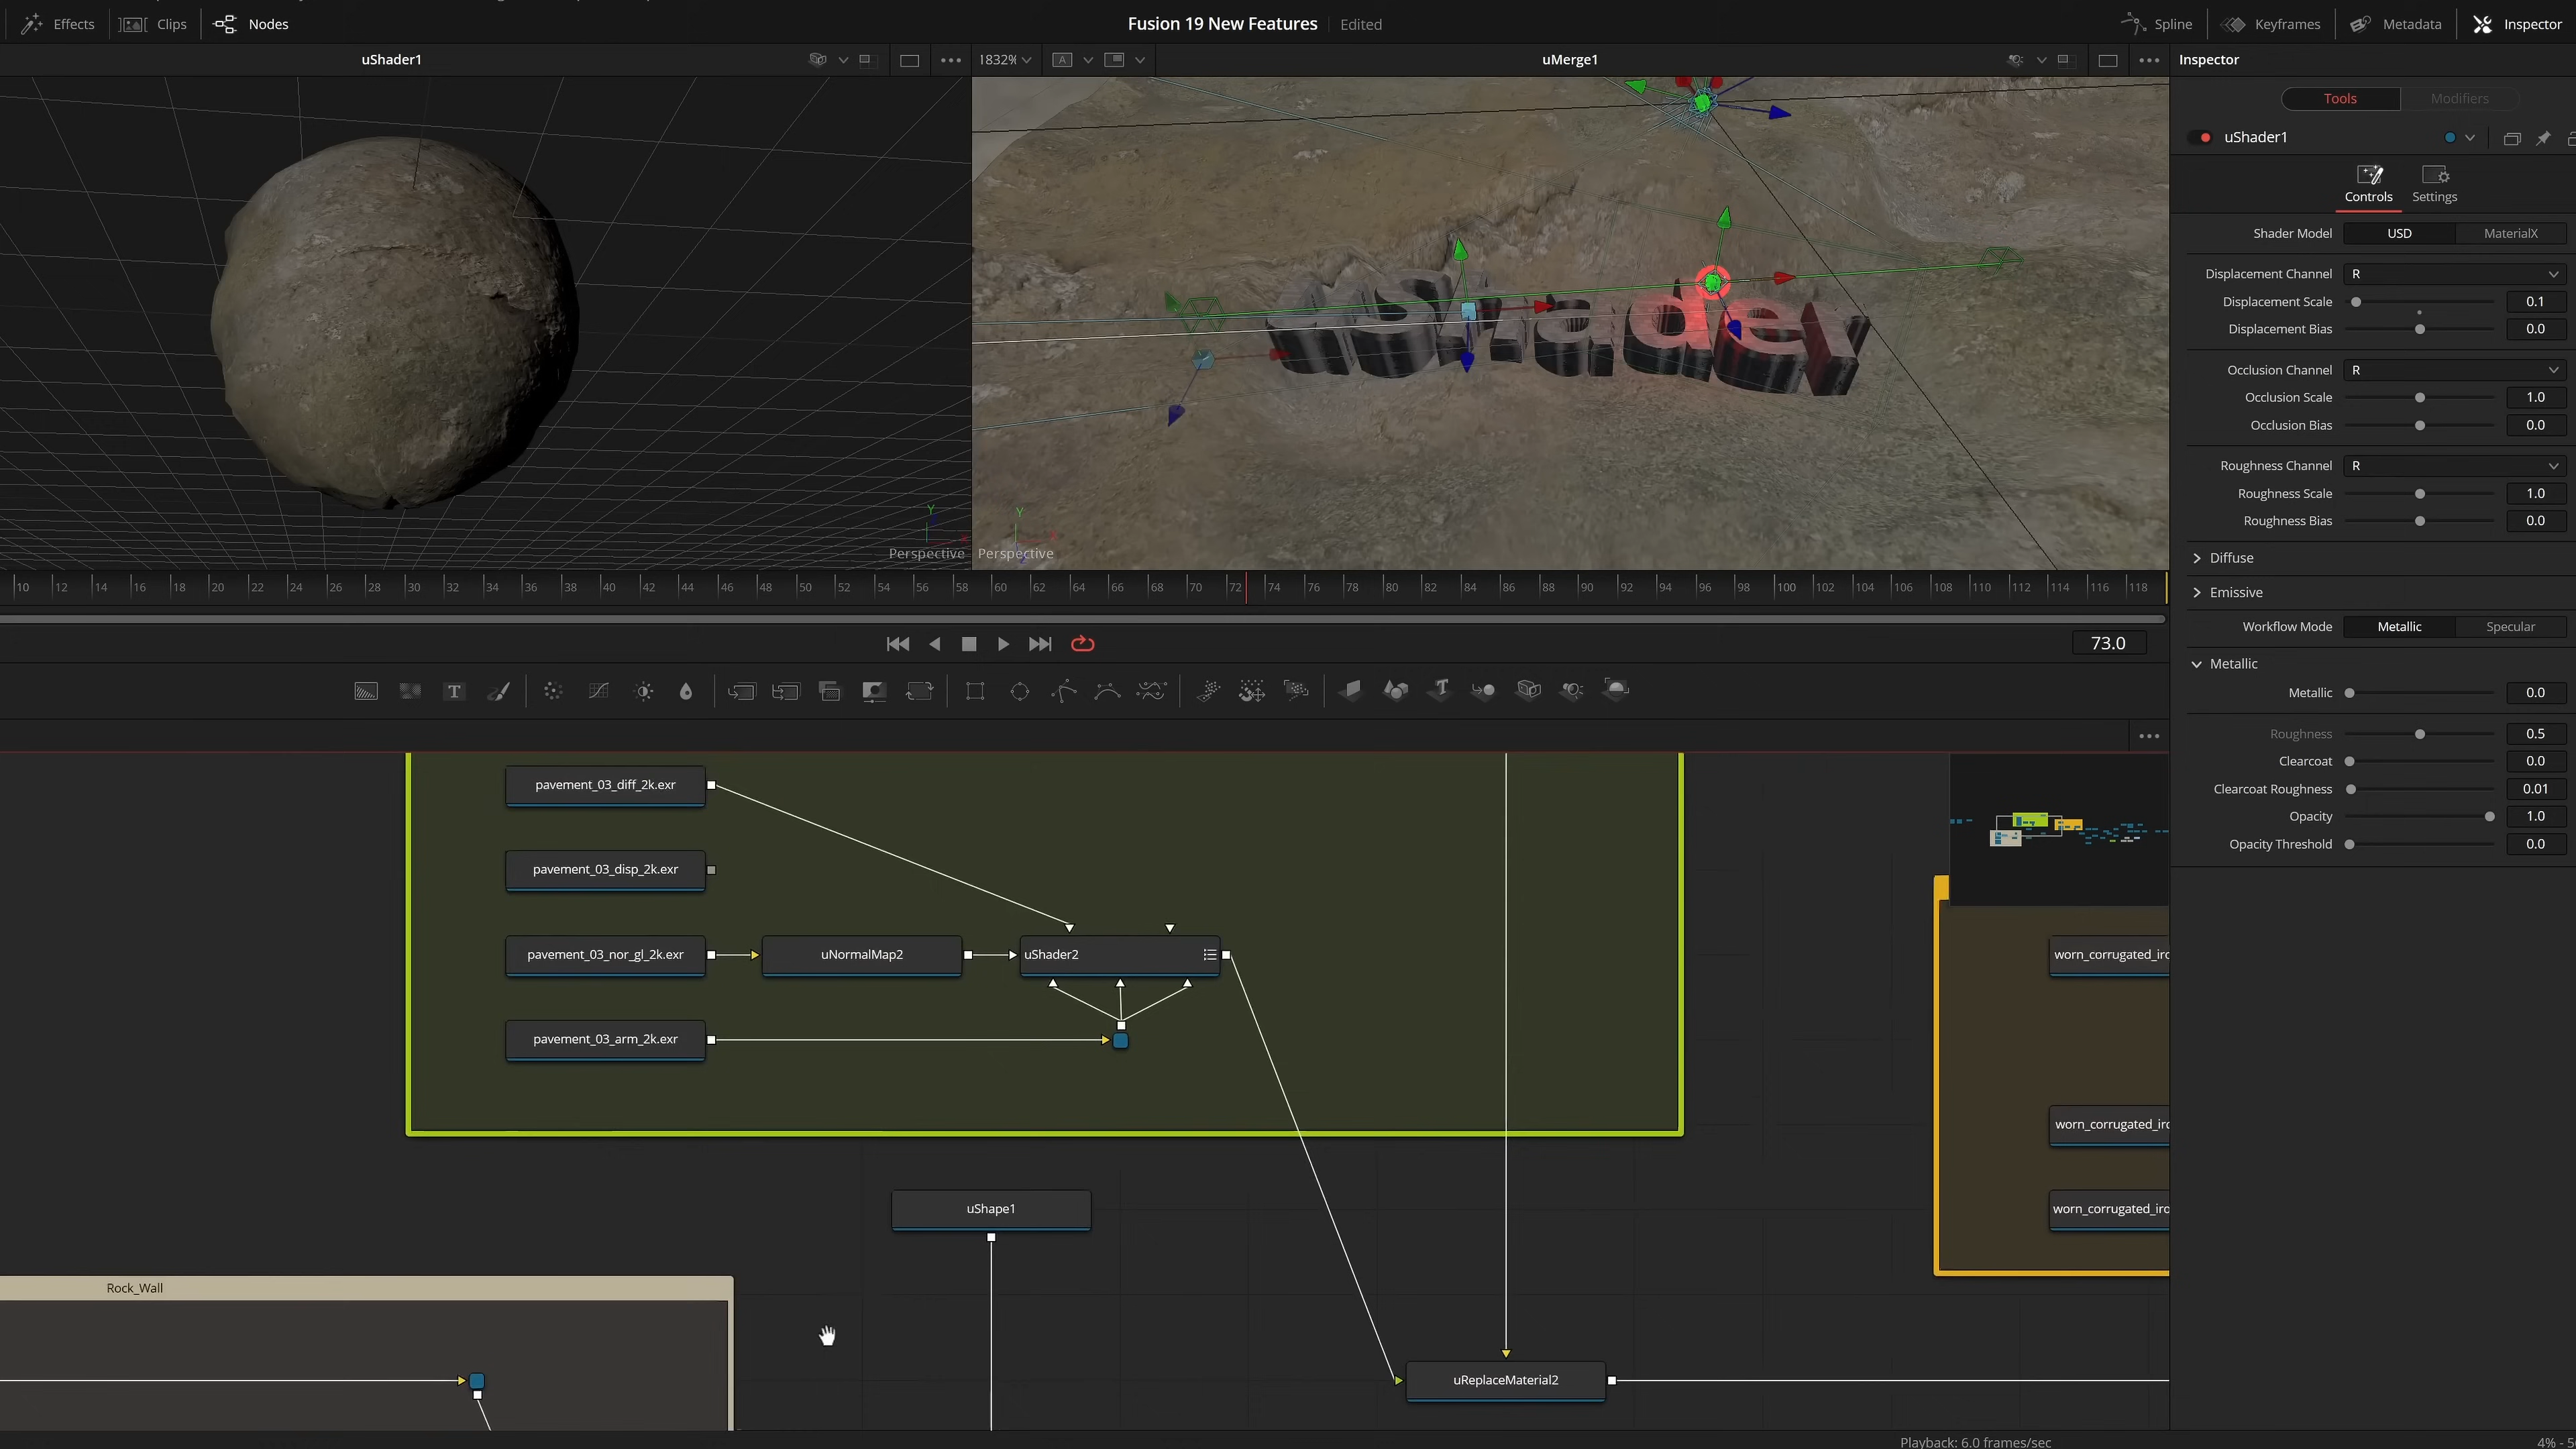 Effects
Clips
Nodes
Fusion 19 New Features
Edited
Spline
Keyframes
Metadata
Inspector
uShader1
1832%
A
uMerge1
Inspector
Tools
Modifiers
uShader1
Controls
Settings
Shader Model
USD
MaterialX
Displacement Channel
R
Displacement Scale
0.1
Displacement Bias
0.0
Occlusion Channel
R
Occlusion Scale
1.0
Occlusion Bias
0.0
Roughness Channel
R
Roughness Scale
1.0
Roughness Bias
0.0
Diffuse
Emissive
Workflow Mode
Metallic
Specular
Metallic
Metallic
0.0
Roughness
0.5
Clearcoat
0.0
Clearcoat Roughness
0.01
Opacity
1.0
Opacity Threshold
0.0
uShader
Y
Perspective
Y
Perspective
10 12 14 16 18 20 22 24 26 28 30 32 34 36 38 40 42 44 46 48 50 52 54 56 58 60 62 64 66 68 70 72 74 76 78 80 82 84 86 88 90 92 94 96 98 100 102 104 106 108 110 112 114 116 118
73.0
T
pavement_03_diff_2k.exr
pavement_03_disp_2k.exr
pavement_03_nor_gl_2k.exr
uNormalMap2
uShader2
pavement_03_arm_2k.exr
uShape1
Rock_Wall
uReplaceMaterial2
worn_corrugated_iro
worn_corrugated_iro
worn_corrugated_iro
Playback: 6.0 frames/sec
4% - 5